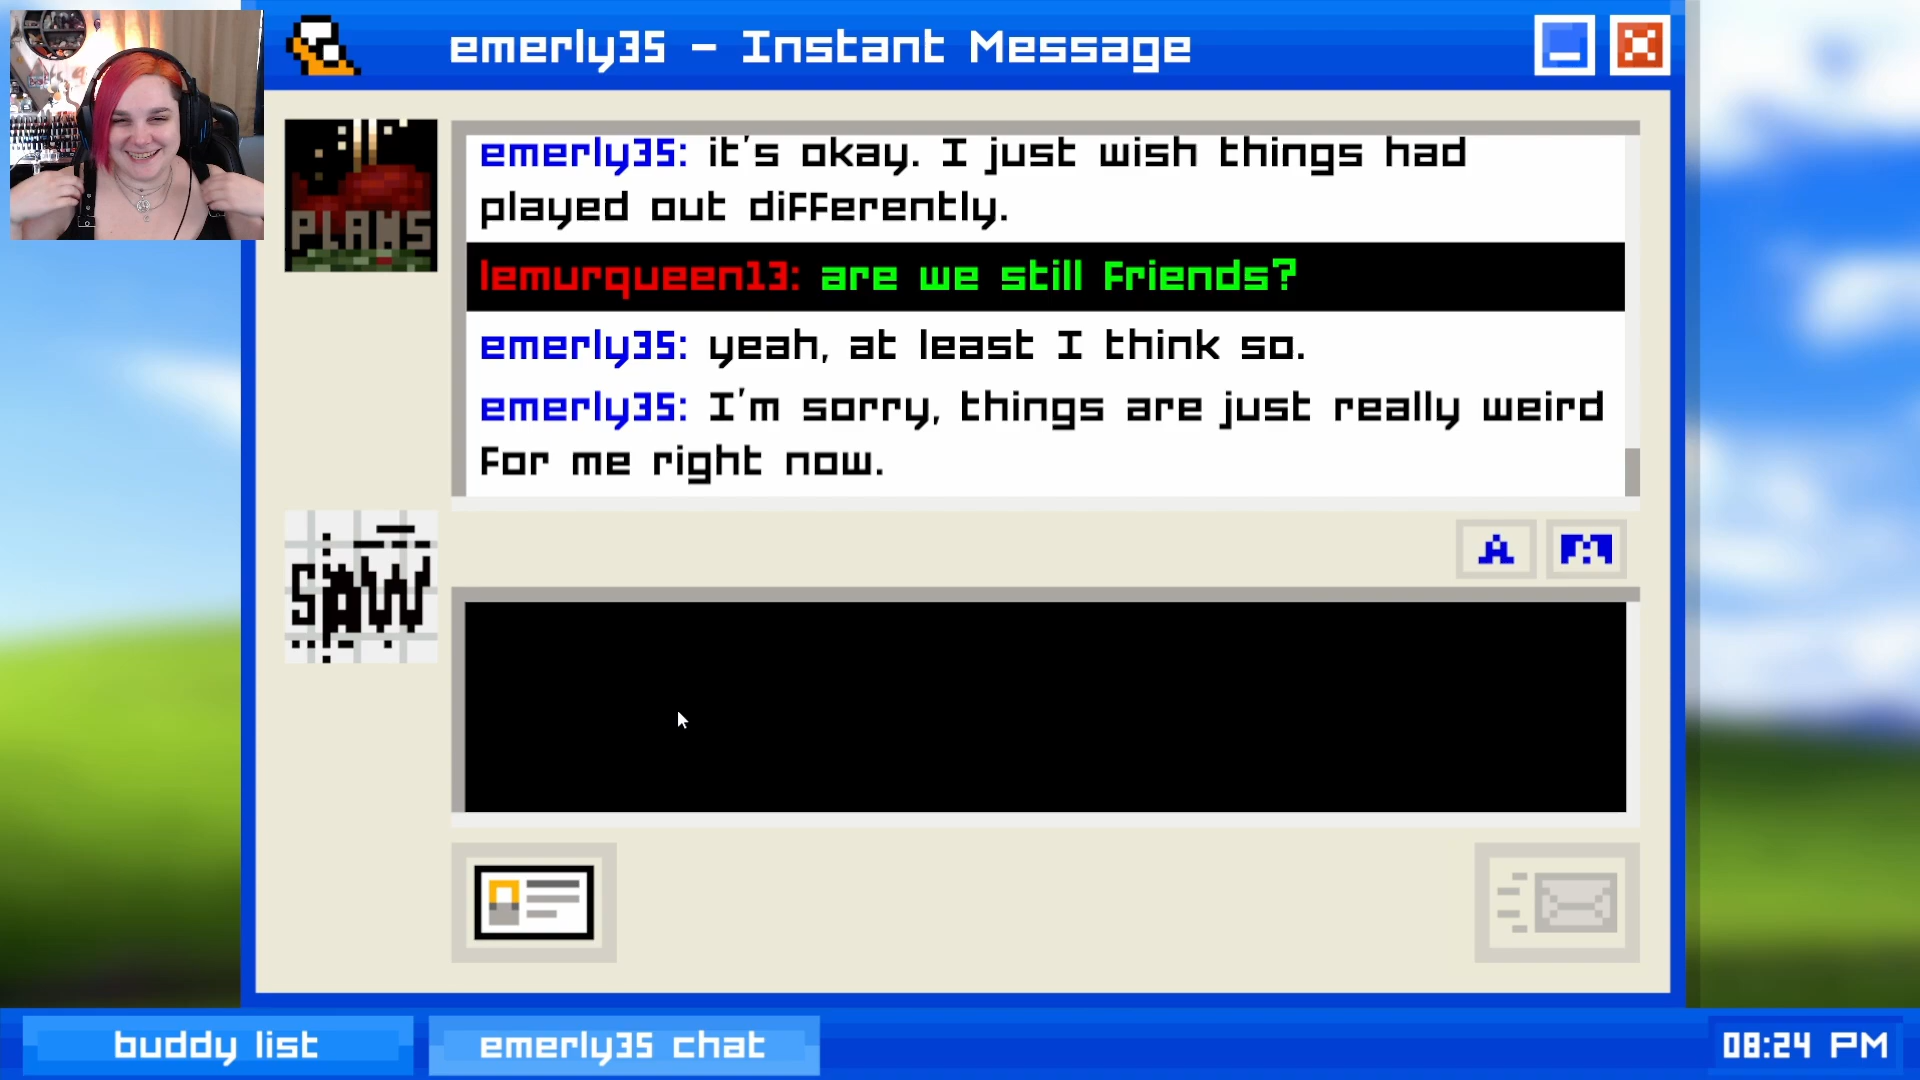 emerly35 - Instant Message
emerly35: it's okay. I just wish things had
played out differently.
lemurqueen13: are we still friends?
emerly35: yeah, at least I think so.
emerly35: I'm sorry, things are just really weird
for me right now.
PLANS
SAW
A
buddy list
emerly35 chat
08:24 PM